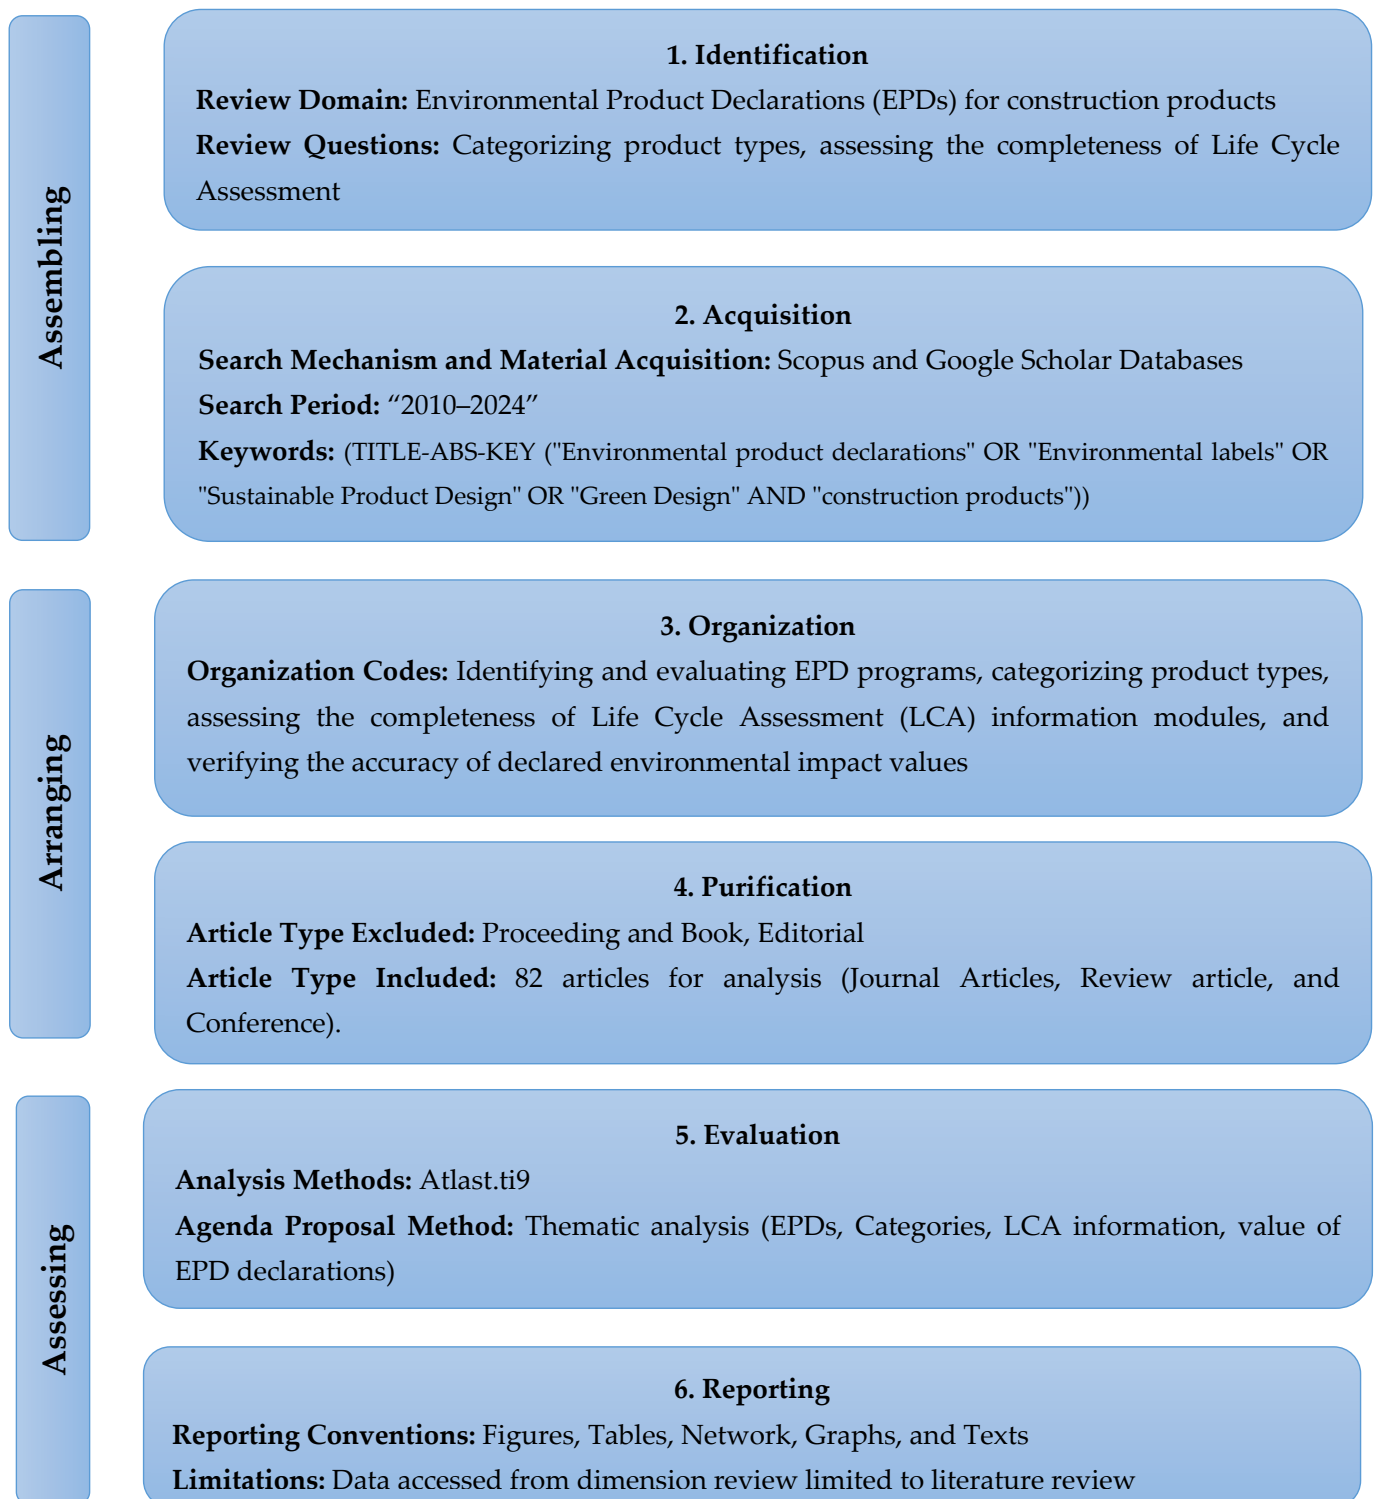 Assembling
1. Identification
Review Domain: Environmental Product Declarations (EPDs) for construction products
Review Questions: Categorizing product types, assessing the completeness of Life Cycle
Assessment
2. Acquisition
Search Mechanism and Material Acquisition: Scopus and Google Scholar Databases
Search Period: “2010–2024”
Keywords: (TITLE-ABS-KEY ("Environmental product declarations" OR "Environmental labels" OR
"Sustainable Product Design" OR "Green Design" AND "construction products"))
Arranging
3. Organization
Organization Codes: Identifying and evaluating EPD programs, categorizing product types,
assessing the completeness of Life Cycle Assessment (LCA) information modules, and
verifying the accuracy of declared environmental impact values
4. Purification
Article Type Excluded: Proceeding and Book, Editorial
Article Type Included: 82 articles for analysis (Journal Articles, Review article, and
Conference).
Assessing
5. Evaluation
Analysis Methods: Atlast.ti9
Agenda Proposal Method: Thematic analysis (EPDs, Categories, LCA information, value of
EPD declarations)
6. Reporting
Reporting Conventions: Figures, Tables, Network, Graphs, and Texts
Limitations: Data accessed from dimension review limited to literature review